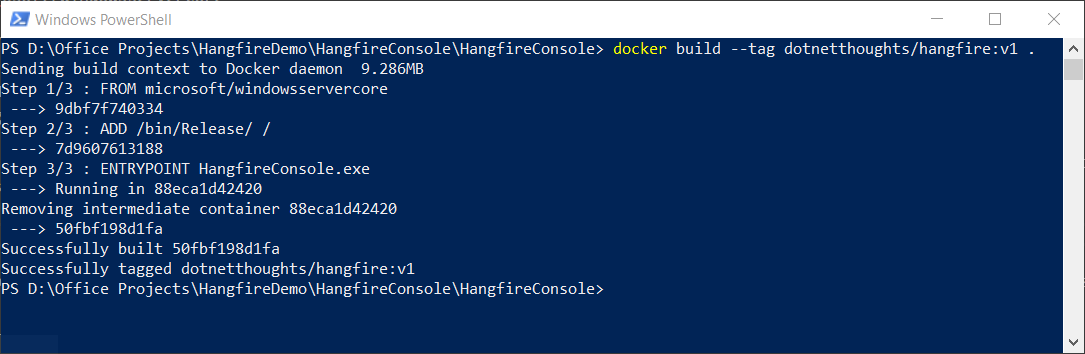 Windows PowerShell
PS D:\Office Projects\HangfireDemo\HangfireConsole\HangfireConsole> docker build --tag dotnetthoughts/hangfire:v1 .
Sending build context to Docker daemon  9.286MB
Step 1/3 : FROM microsoft/windowsservercore
 ---> 9dbf7f740334
Step 2/3 : ADD /bin/Release/ /
 ---> 7d9607613188
Step 3/3 : ENTRYPOINT HangfireConsole.exe
 ---> Running in 88eca1d42420
Removing intermediate container 88eca1d42420
 ---> 50fbf198d1fa
Successfully built 50fbf198d1fa
Successfully tagged dotnetthoughts/hangfire:v1
PS D:\Office Projects\HangfireDemo\HangfireConsole\HangfireConsole>